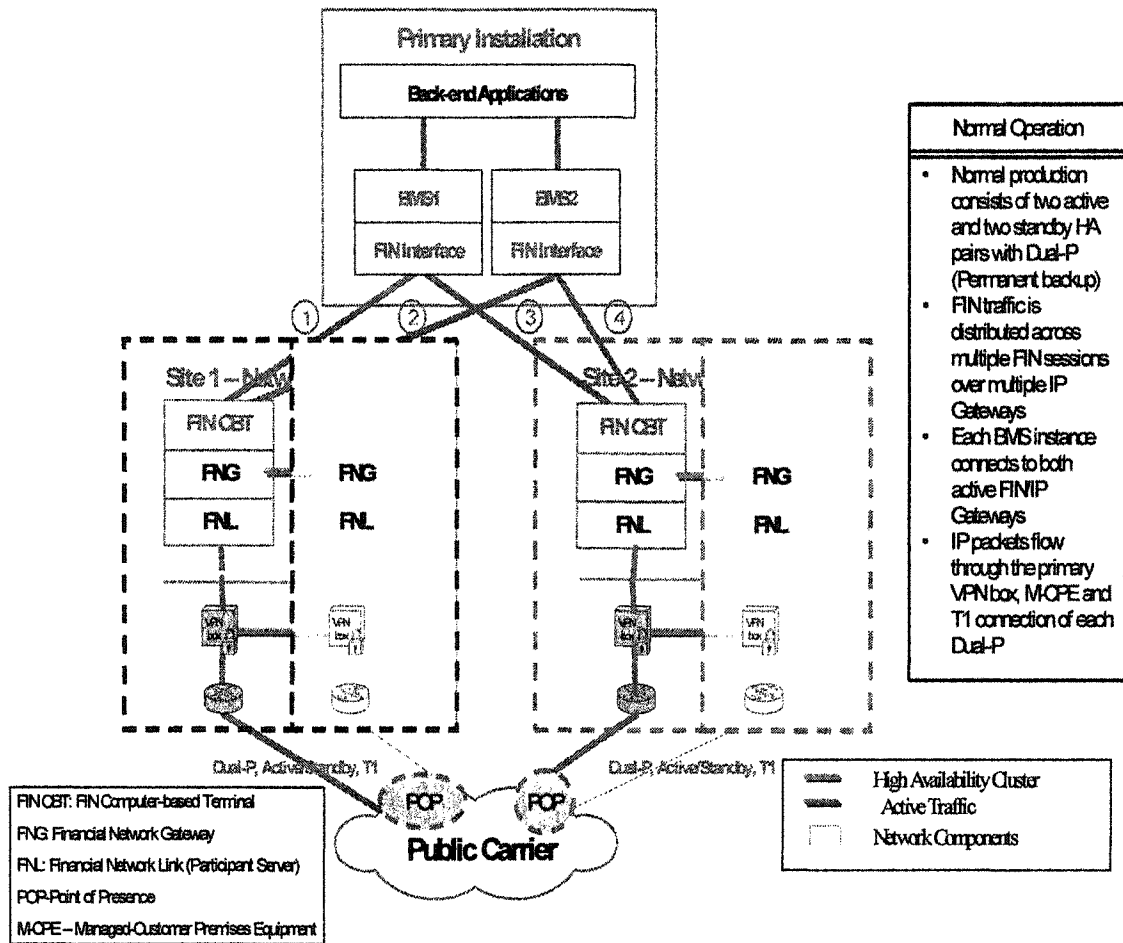 Primary Installation
Back-end Applications
BMS1
BMS2
FIN Interface
FIN Interface
1
2
3
4
Site 1 – Netw
Site 2 – Netw
FIN CBT
FNG
FNL
FNG
FNL
FIN CBT
FNG
FNL
FNG
FNL
VPN
box
VPN
box
VPN
box
VPN
box
Dual-P, Active/Standby, T1
Dual-P, Active/Standby, T1
POP
POP
Public Carrier
Normal Operation
• Normal production
consists of two active
and two standby HA
pairs with Dual-P
(Permanent backup)
• FIN traffic is
distributed across
multiple FIN sessions
over multiple IP
Gateways
• Each BMS instance
connects to both
active FIN/IP
Gateways
• IP packets flow
through the primary
VPN box, M-CPE and
T1 connection of each
Dual-P
FIN CBT: FIN Computer-based Terminal
FNG: Financial Network Gateway
FNL: Financial Network Link (Participant Server)
POP-Point of Presence
M-CPE – Managed-Customer Premises Equipment
High Availability Cluster
Active Traffic
Network Components